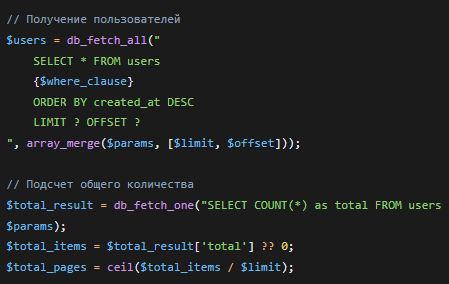 // Получение пользователей
$users = db_fetch_all("
    SELECT * FROM users
    {$where_clause}
    ORDER BY created_at DESC
    LIMIT ? OFFSET ?
", array_merge($params, [$limit, $offset]));
// Подсчет общего количества
$total_result = db_fetch_one("SELECT COUNT(*) as total FROM users
$params);
$total_items = $total_result['total'] ?? 0;
$total_pages = ceil($total_items / $limit);